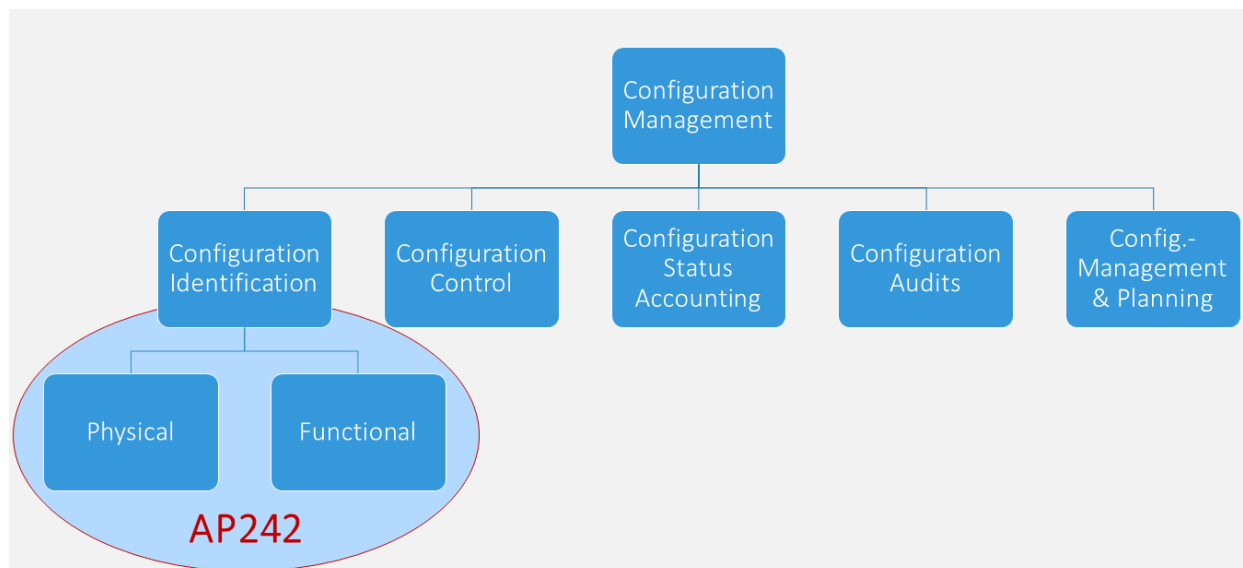 Configuration
Management
Configuration
Identification
Configuration
Control
Configuration
Status
Accounting
Configuration
Audits
Config.-
Management
& Planning
Physical
Functional
AP242